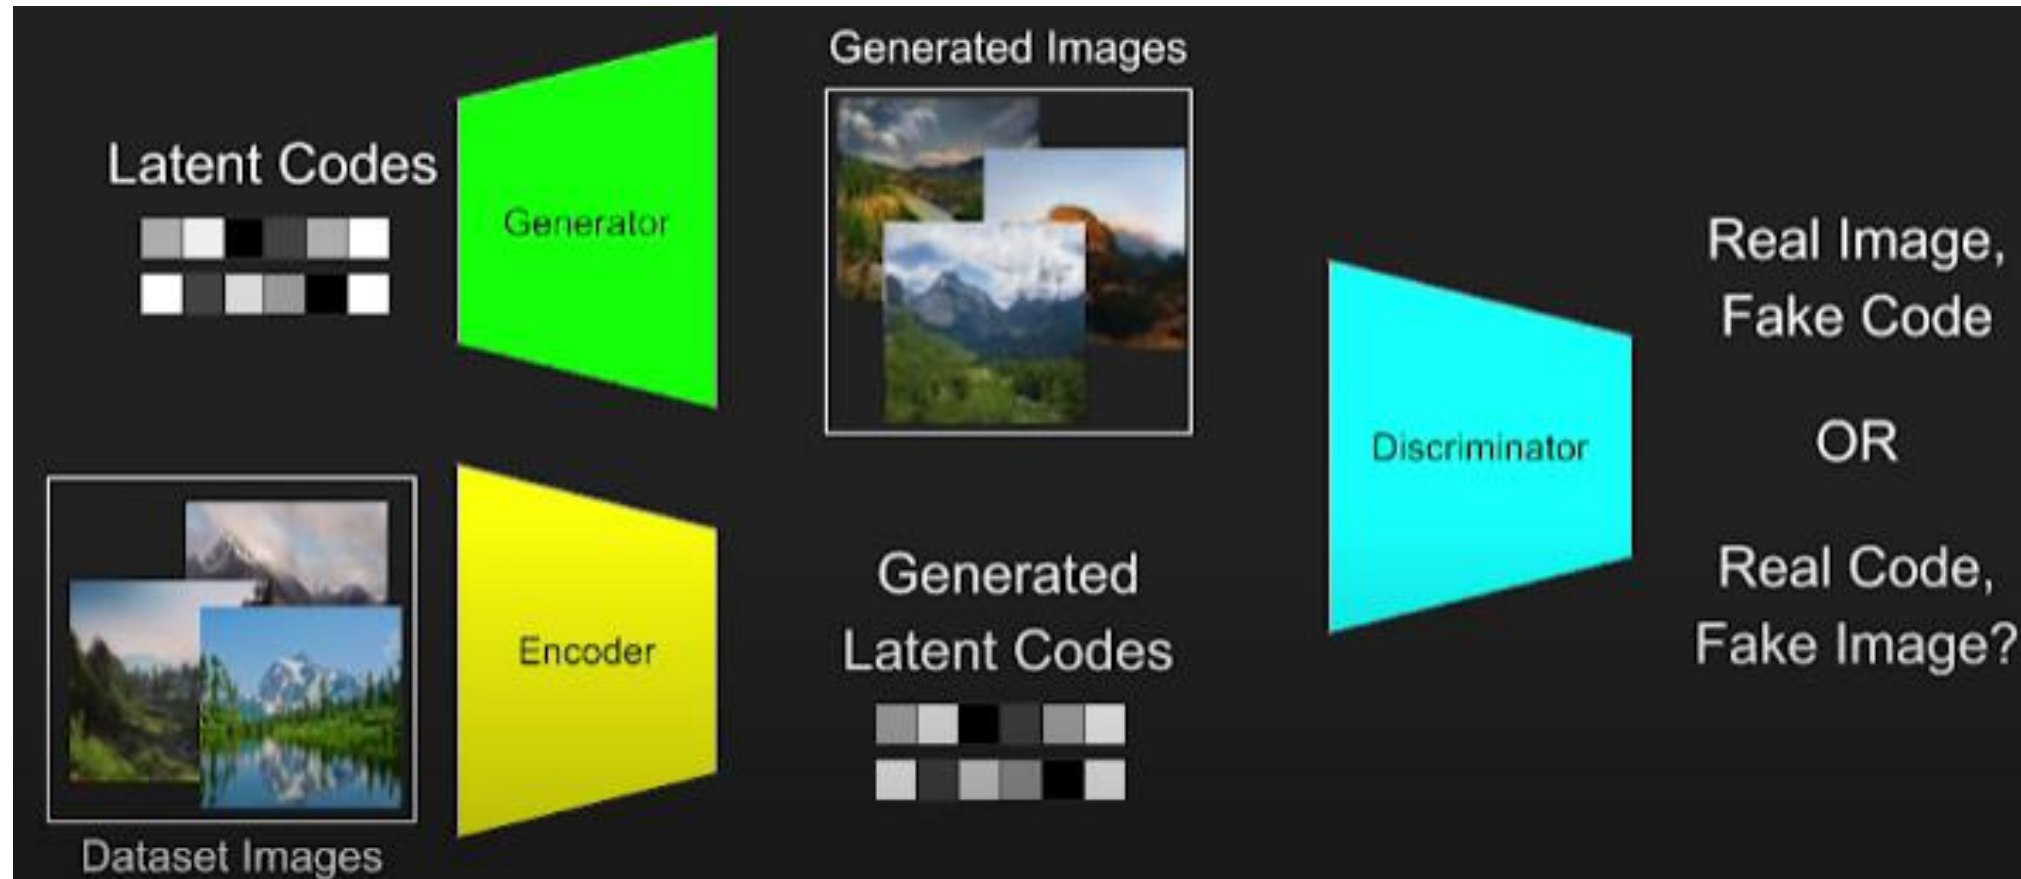 Generated Images
Latent Codes
Generator
Real Image,
Fake Code
OR
Discriminator
Real Code,
Fake Image?
Generated
Latent Codes
Encoder
Dataset Images